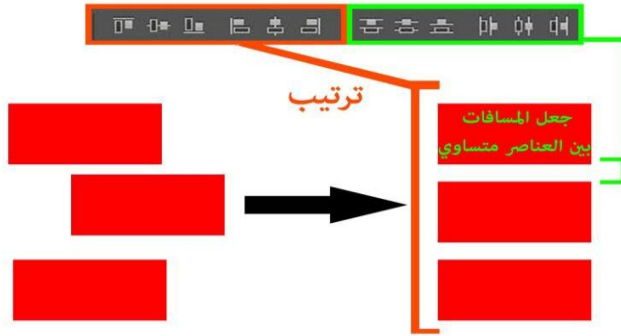 ترتيب
جعل المسافات
بين العناصر متساوي